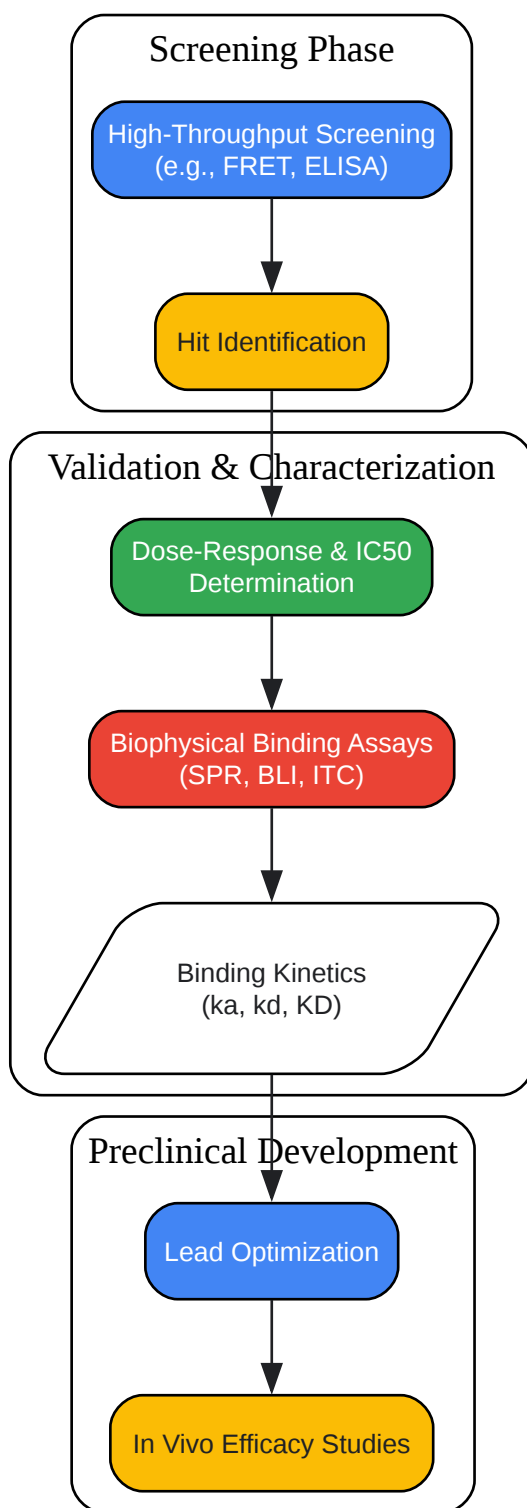 Screening Phase
High-Throughput Screening
(e.g., FRET, ELISA)
Hit Identification
Validation & Characterization
Dose-Response & IC50
Determination
Biophysical Binding Assays
(SPR, BLI, ITC)
Binding Kinetics
(ka, kd, KD)
Preclinical Development
Lead Optimization
In Vivo Efficacy Studies